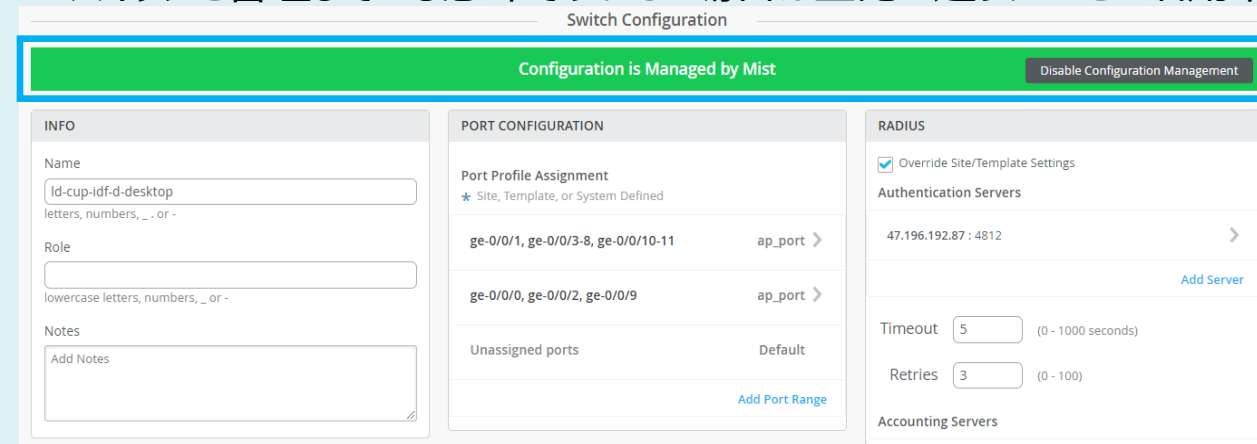 Switch Configuration
Configuration is Managed by Mist
Disable Configuration Management
INFO
Name
ld-cup-idf-d-desktop
letters, numbers, _ . or -
Role
lowercase letters, numbers, _ or -
Notes
Add Notes
PORT CONFIGURATION
Port Profile Assignment
* Site, Template, or System Defined
ge-0/0/1, ge-0/0/3-8, ge-0/0/10-11 ap_port >
ge-0/0/0, ge-0/0/2, ge-0/0/9 ap_port >
Unassigned ports Default
Add Port Range
RADIUS
Override Site/Template Settings
Authentication Servers
47.196.192.87 : 4812 >
Add Server
Timeout 5 (0 - 1000 seconds)
Retries 3 (0 - 100)
Accounting Servers